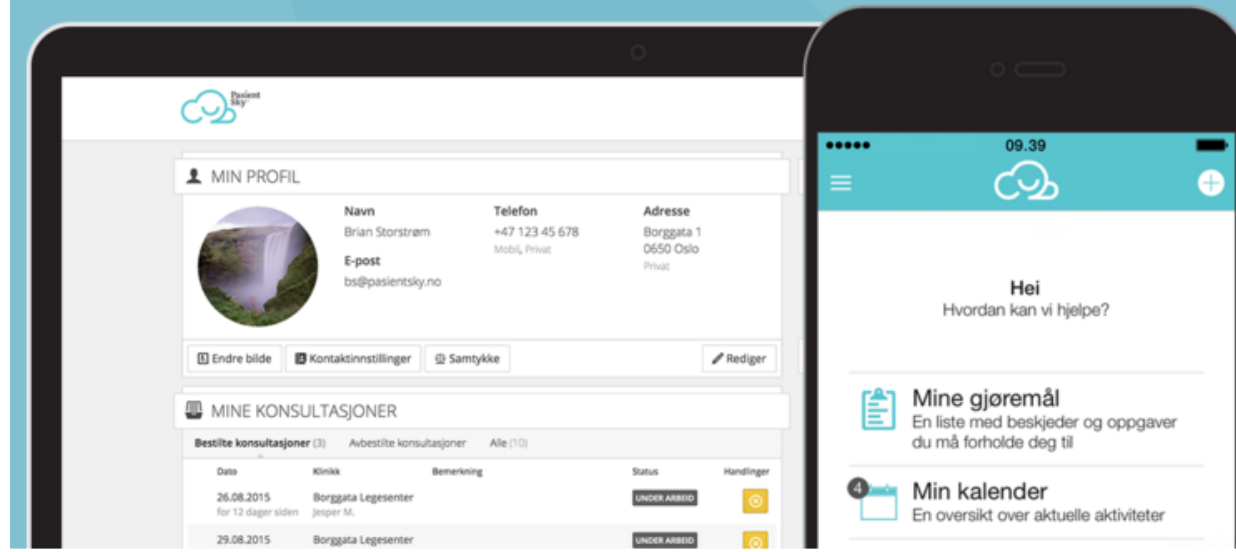 Pasient
Sky
MIN PROFIL
Navn
Telefon
Adresse
Brian Storstrøm
+47 123 45 678
Borggata 1
Mobil, Privat
0650 Oslo
E-post
Privat
bs@pasientsky.no
Endre bilde
Kontaktinnstillinger
Samtykke
Rediger
MINE KONSULTASJONER
Bestilte konsultasjoner (3) Avbestilte konsultasjoner Alle (10)
Dato Klinikk Bemerkning Status Handlinger
26.08.2015 Borggata Legesenter UNDER ARBEID
for 12 dager siden Jesper M.
29.08.2015 Borggata Legesenter UNDER ARBEID
09.39
Hei
Hvordan kan vi hjelpe?
Mine gjøremål
En liste med beskjeder og oppgaver
du må forholde deg til
4
Min kalender
En oversikt over aktuelle aktiviteter